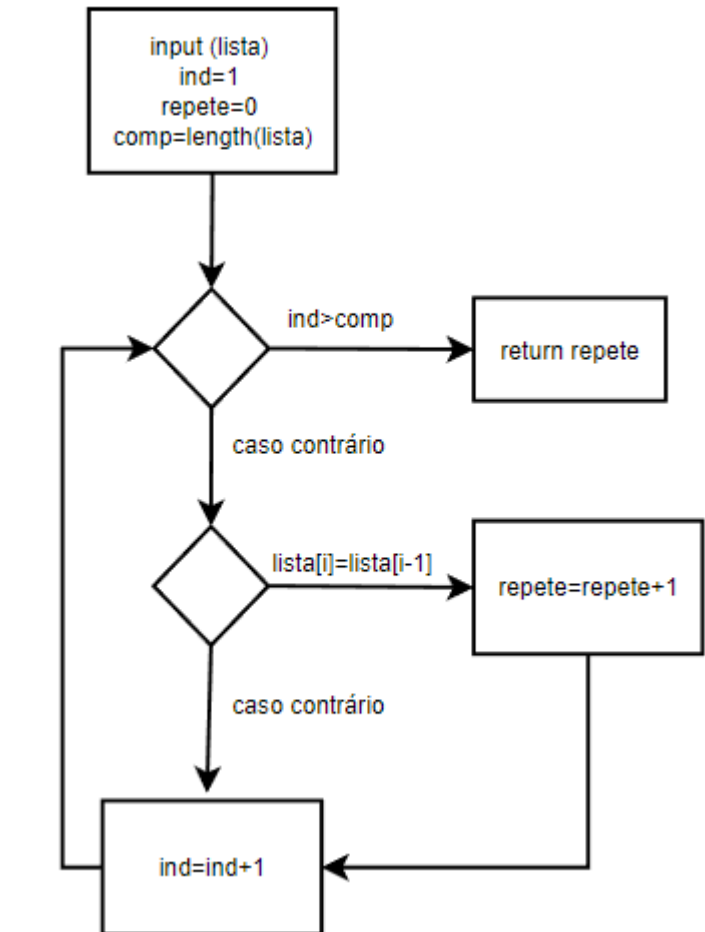 input (lista)
ind=1
repete=0
comp=length(lista)
ind>comp
return repete
caso contrário
lista[i]=lista[i-1]
repete=repete+1
caso contrário
ind=ind+1